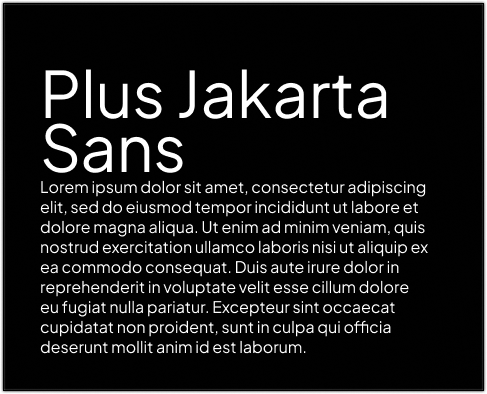 Plus Jakarta
Sans
Lorem ipsum dolor sit amet, consectetur adipiscing
elit, sed do eiusmod tempor incididunt ut labore et
dolore magna aliqua. Ut enim ad minim veniam, quis
nostrud exercitation ullamco laboris nisi ut aliquip ex
ea commodo consequat. Duis aute irure dolor in
reprehenderit in voluptate velit esse cillum dolore
eu fugiat nulla pariatur. Excepteur sint occaecat
cupidatat non proident, sunt in culpa qui officia
deserunt mollit anim id est laborum.